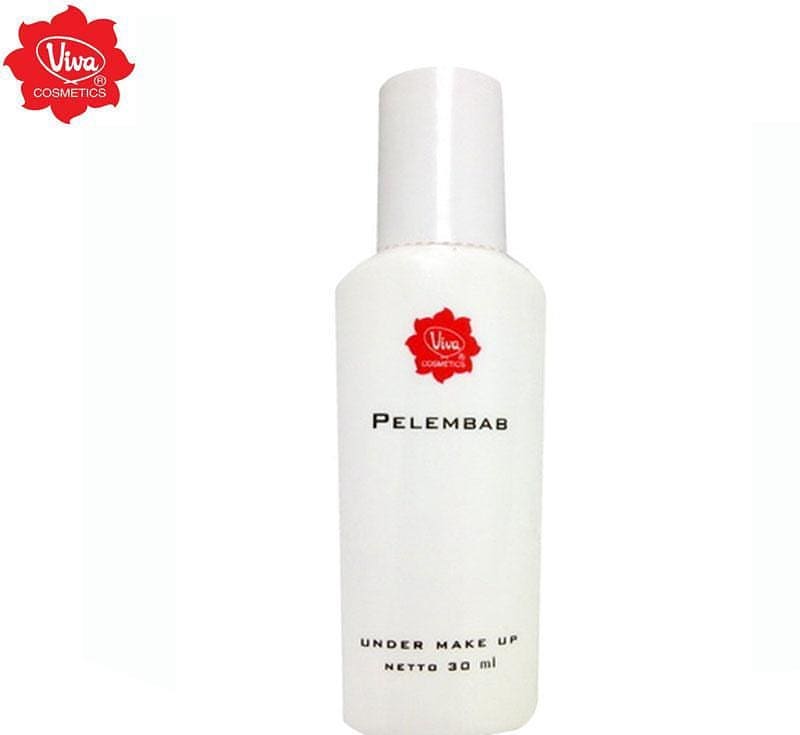 Viva
®
COSMETICS
Viva
®
COSMETICS
PELEMBAB
UNDER MAKE UP
NETTO 30 ml